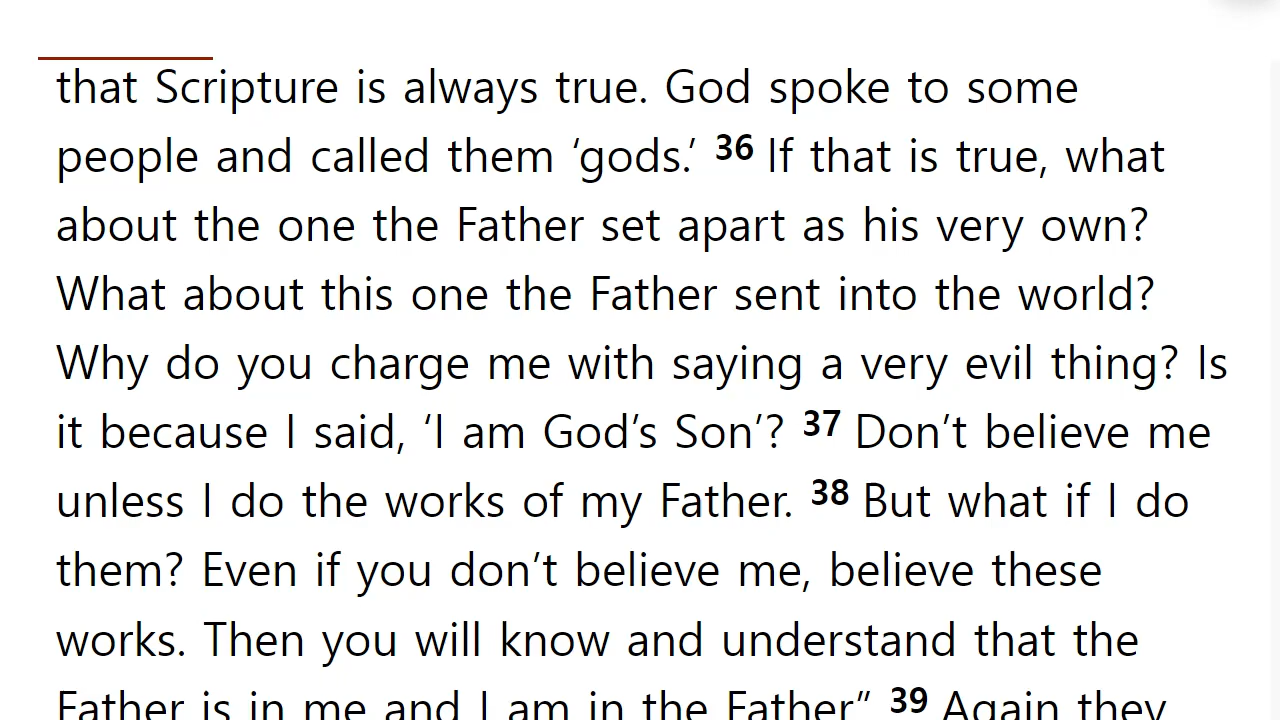 that Scripture is always true. God spoke to some
people and called them ‘gods.’ 36 If that is true, what
about the one the Father set apart as his very own?
What about this one the Father sent into the world?
Why do you charge me with saying a very evil thing? Is
it because I said, ‘I am God’s Son’? 37 Don’t believe me
unless I do the works of my Father. 38 But what if I do
them? Even if you don’t believe me, believe these
works. Then you will know and understand that the
Father is in me and I am in the Father” 39 Again they